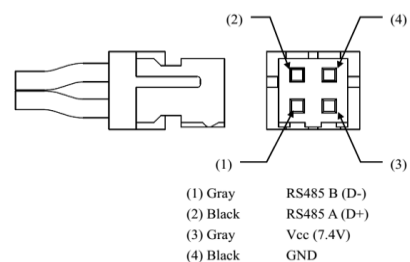 (2) (4)
(1) (3)
(1) Gray RS485 B (D-)
(2) Black RS485 A (D+)
(3) Gray Vcc (7.4V)
(4) Black GND